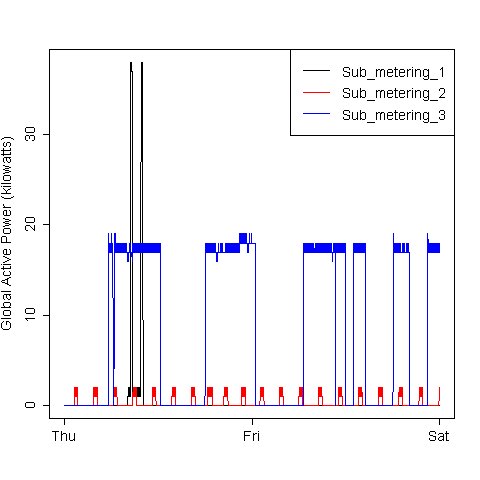 Sub_metering_1
Sub_metering_2
Sub_metering_3
Global Active Power (kilowatts)
30
20
10
0
Thu Fri Sat